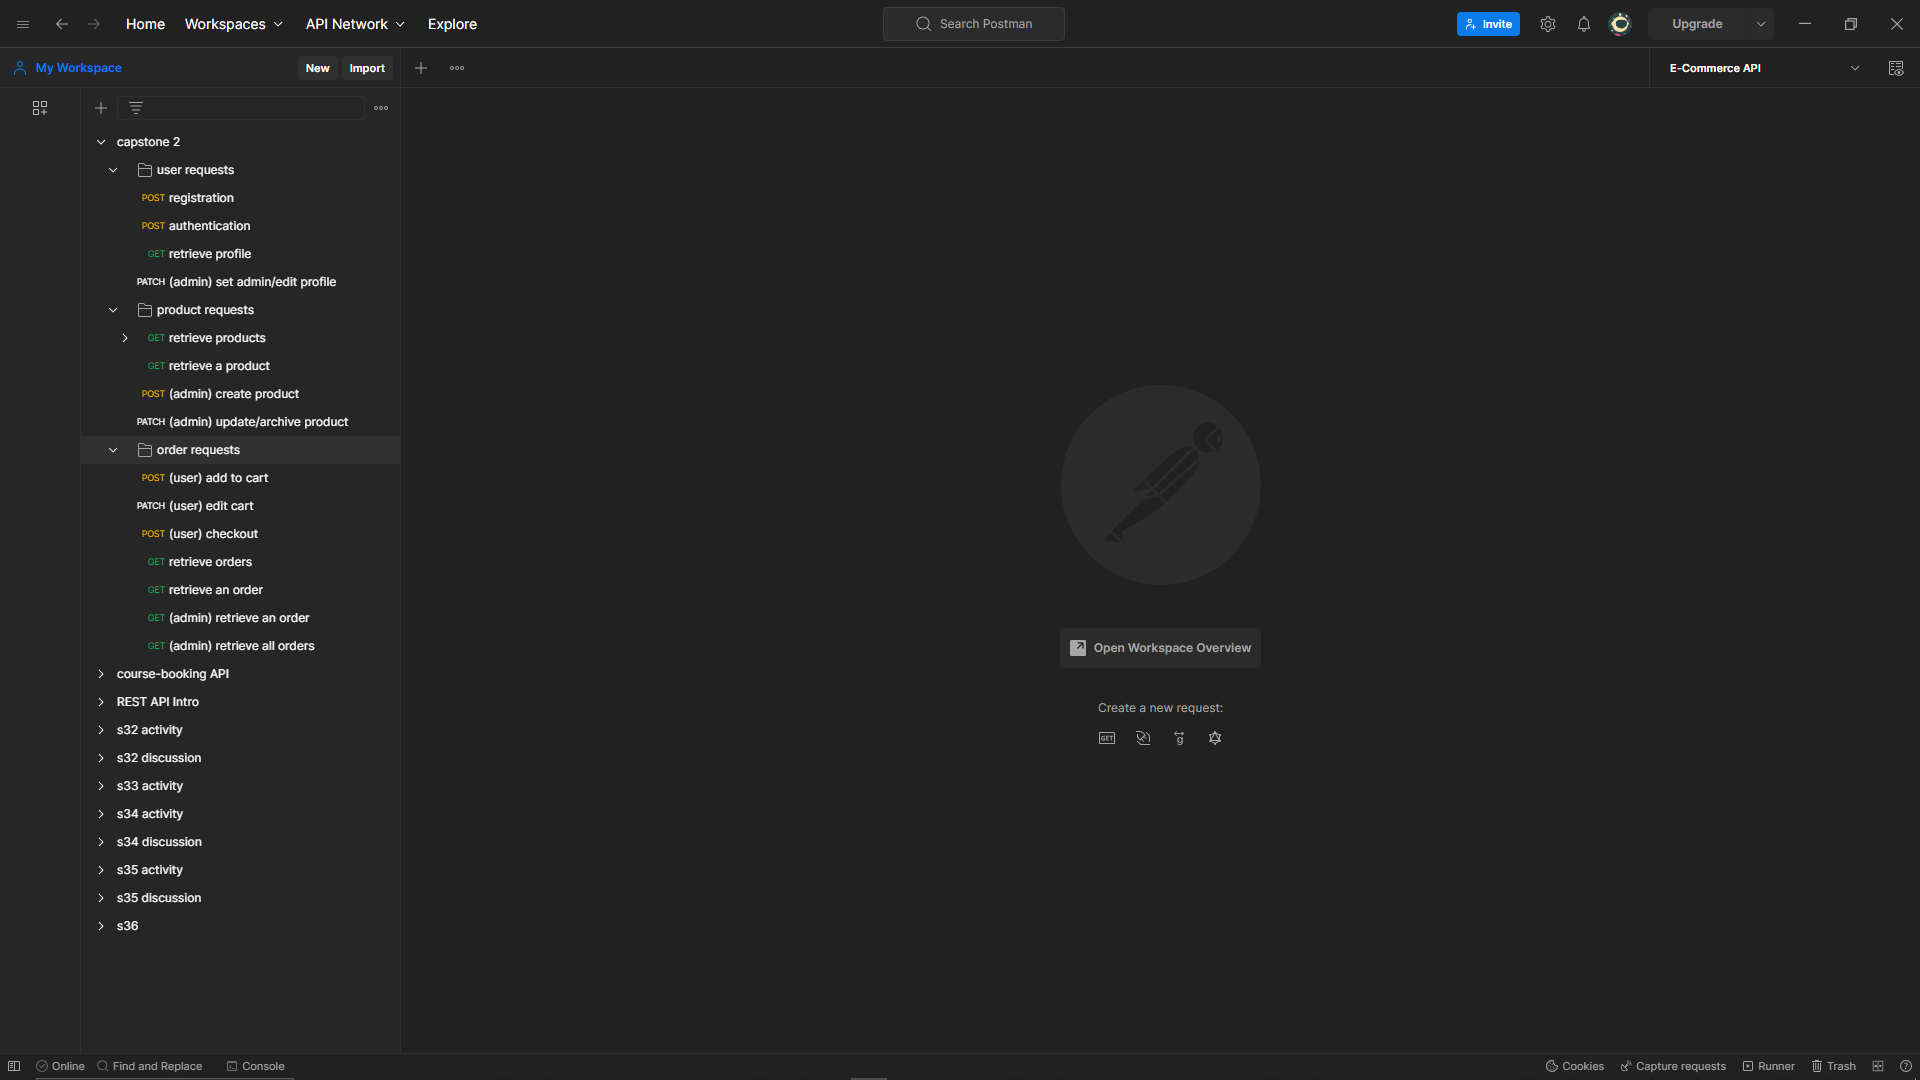 Home Workspaces API Network Explore Search Postman Invite Upgrade
My Workspace New Import E-Commerce API
capstone 2
user requests
POST registration
POST authentication
GET retrieve profile
PATCH (admin) set admin/edit profile
product requests
GET retrieve products
GET retrieve a product
POST (admin) create product
PATCH (admin) update/archive product
order requests
POST (user) add to cart
PATCH (user) edit cart
POST (user) checkout
GET retrieve orders
GET retrieve an order
GET (admin) retrieve an order
GET (admin) retrieve all orders
course-booking API
REST API Intro
s32 activity
s32 discussion
s33 activity
s34 activity
s34 discussion
s35 activity
s35 discussion
s36
Open Workspace Overview
Create a new request:
GET g
Online Find and Replace Console Cookies Capture requests Runner Trash